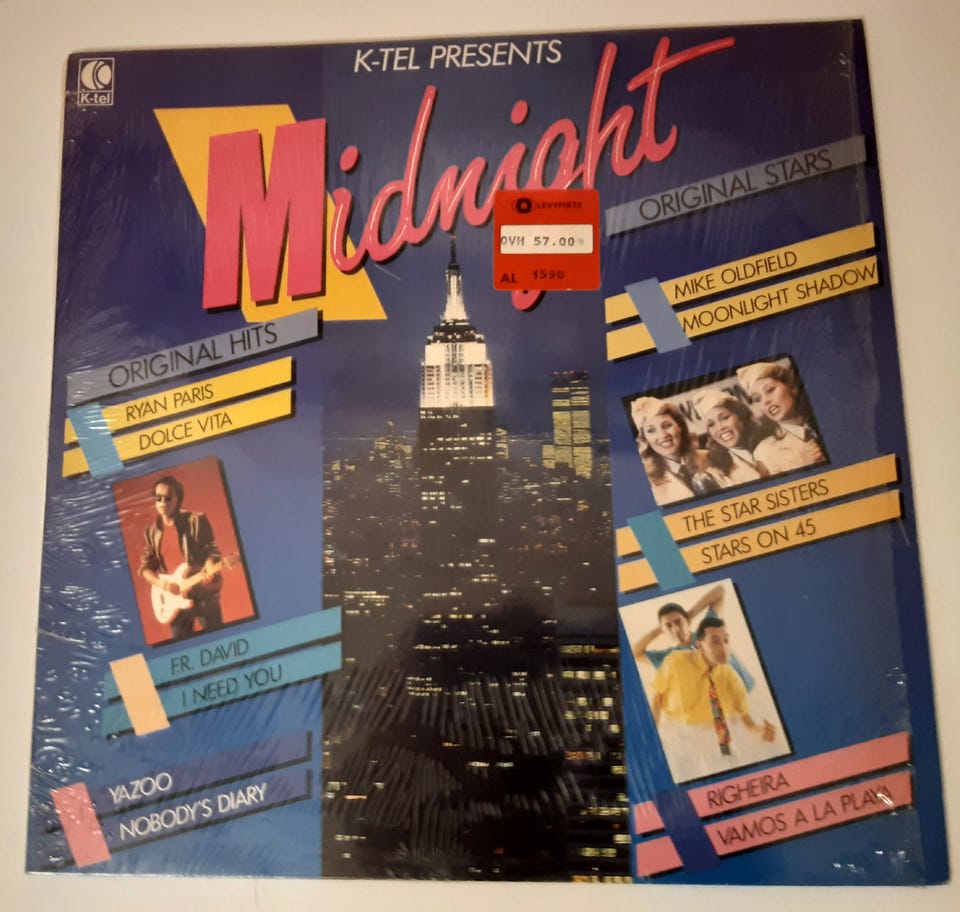 K-tel
K-TEL PRESENTS
Midnight
LEVYPISTE
OVH 57.00
AL 1590
ORIGINAL HITS
RYAN PARIS
DOLCE VITA
F.R. DAVID
I NEED YOU
YAZOO
NOBODY'S DIARY
ORIGINAL STARS
MIKE OLDFIELD
MOONLIGHT SHADOW
THE STAR SISTERS
STARS ON 45
RIGHEIRA
VAMOS A LA PLAYA